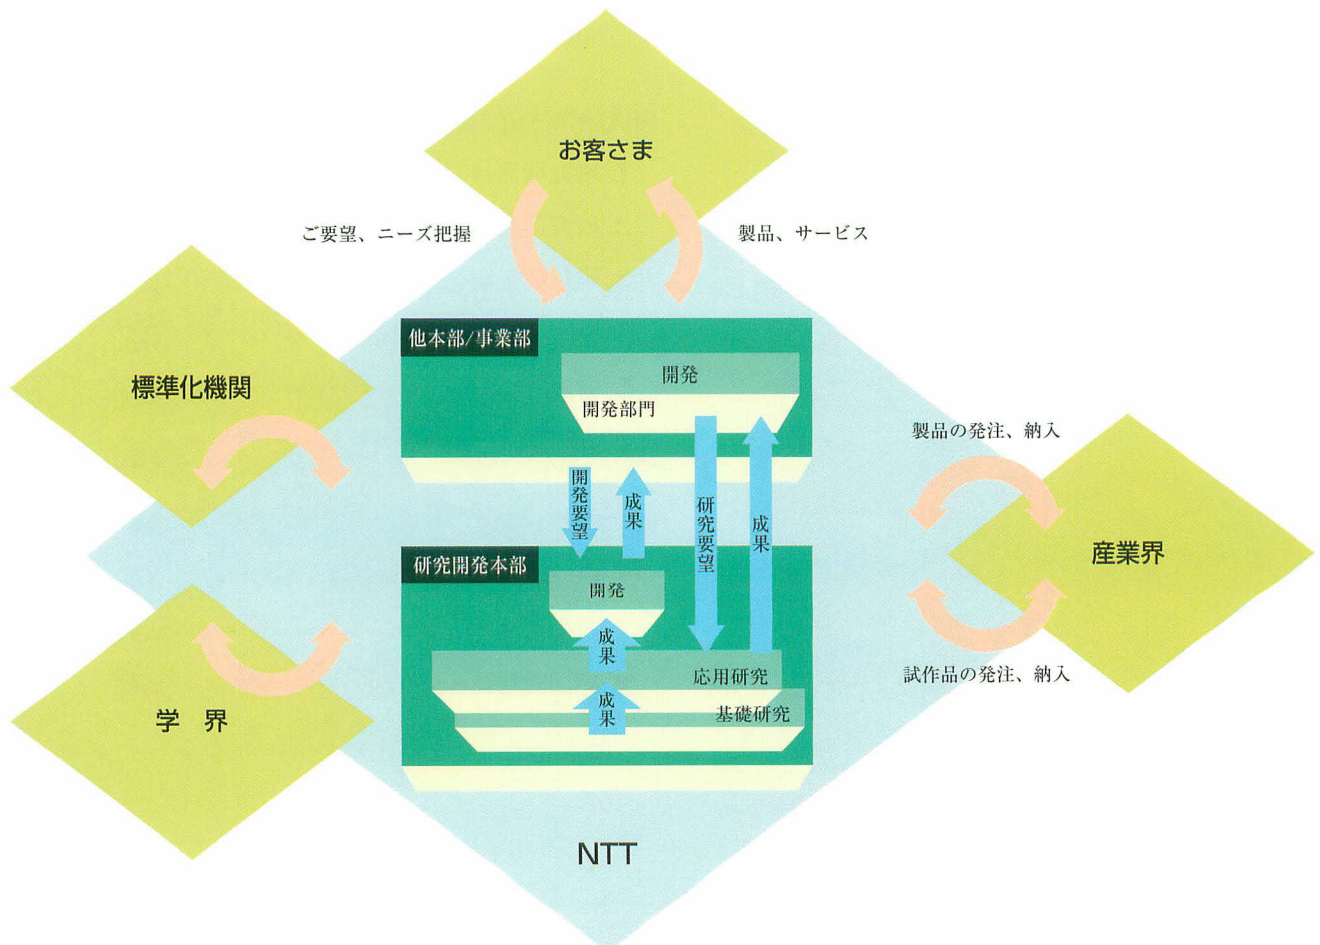 お客さま
ご要望、ニーズ把握
製品、サービス
標準化機関
他本部/事業部
開発
開発部門
製品の発注、納入
開発要望
成果
研究要望
成果
産業界
研究開発本部
開発
成果
応用研究
試作品の発注、納入
成果
基礎研究
学 界
NTT